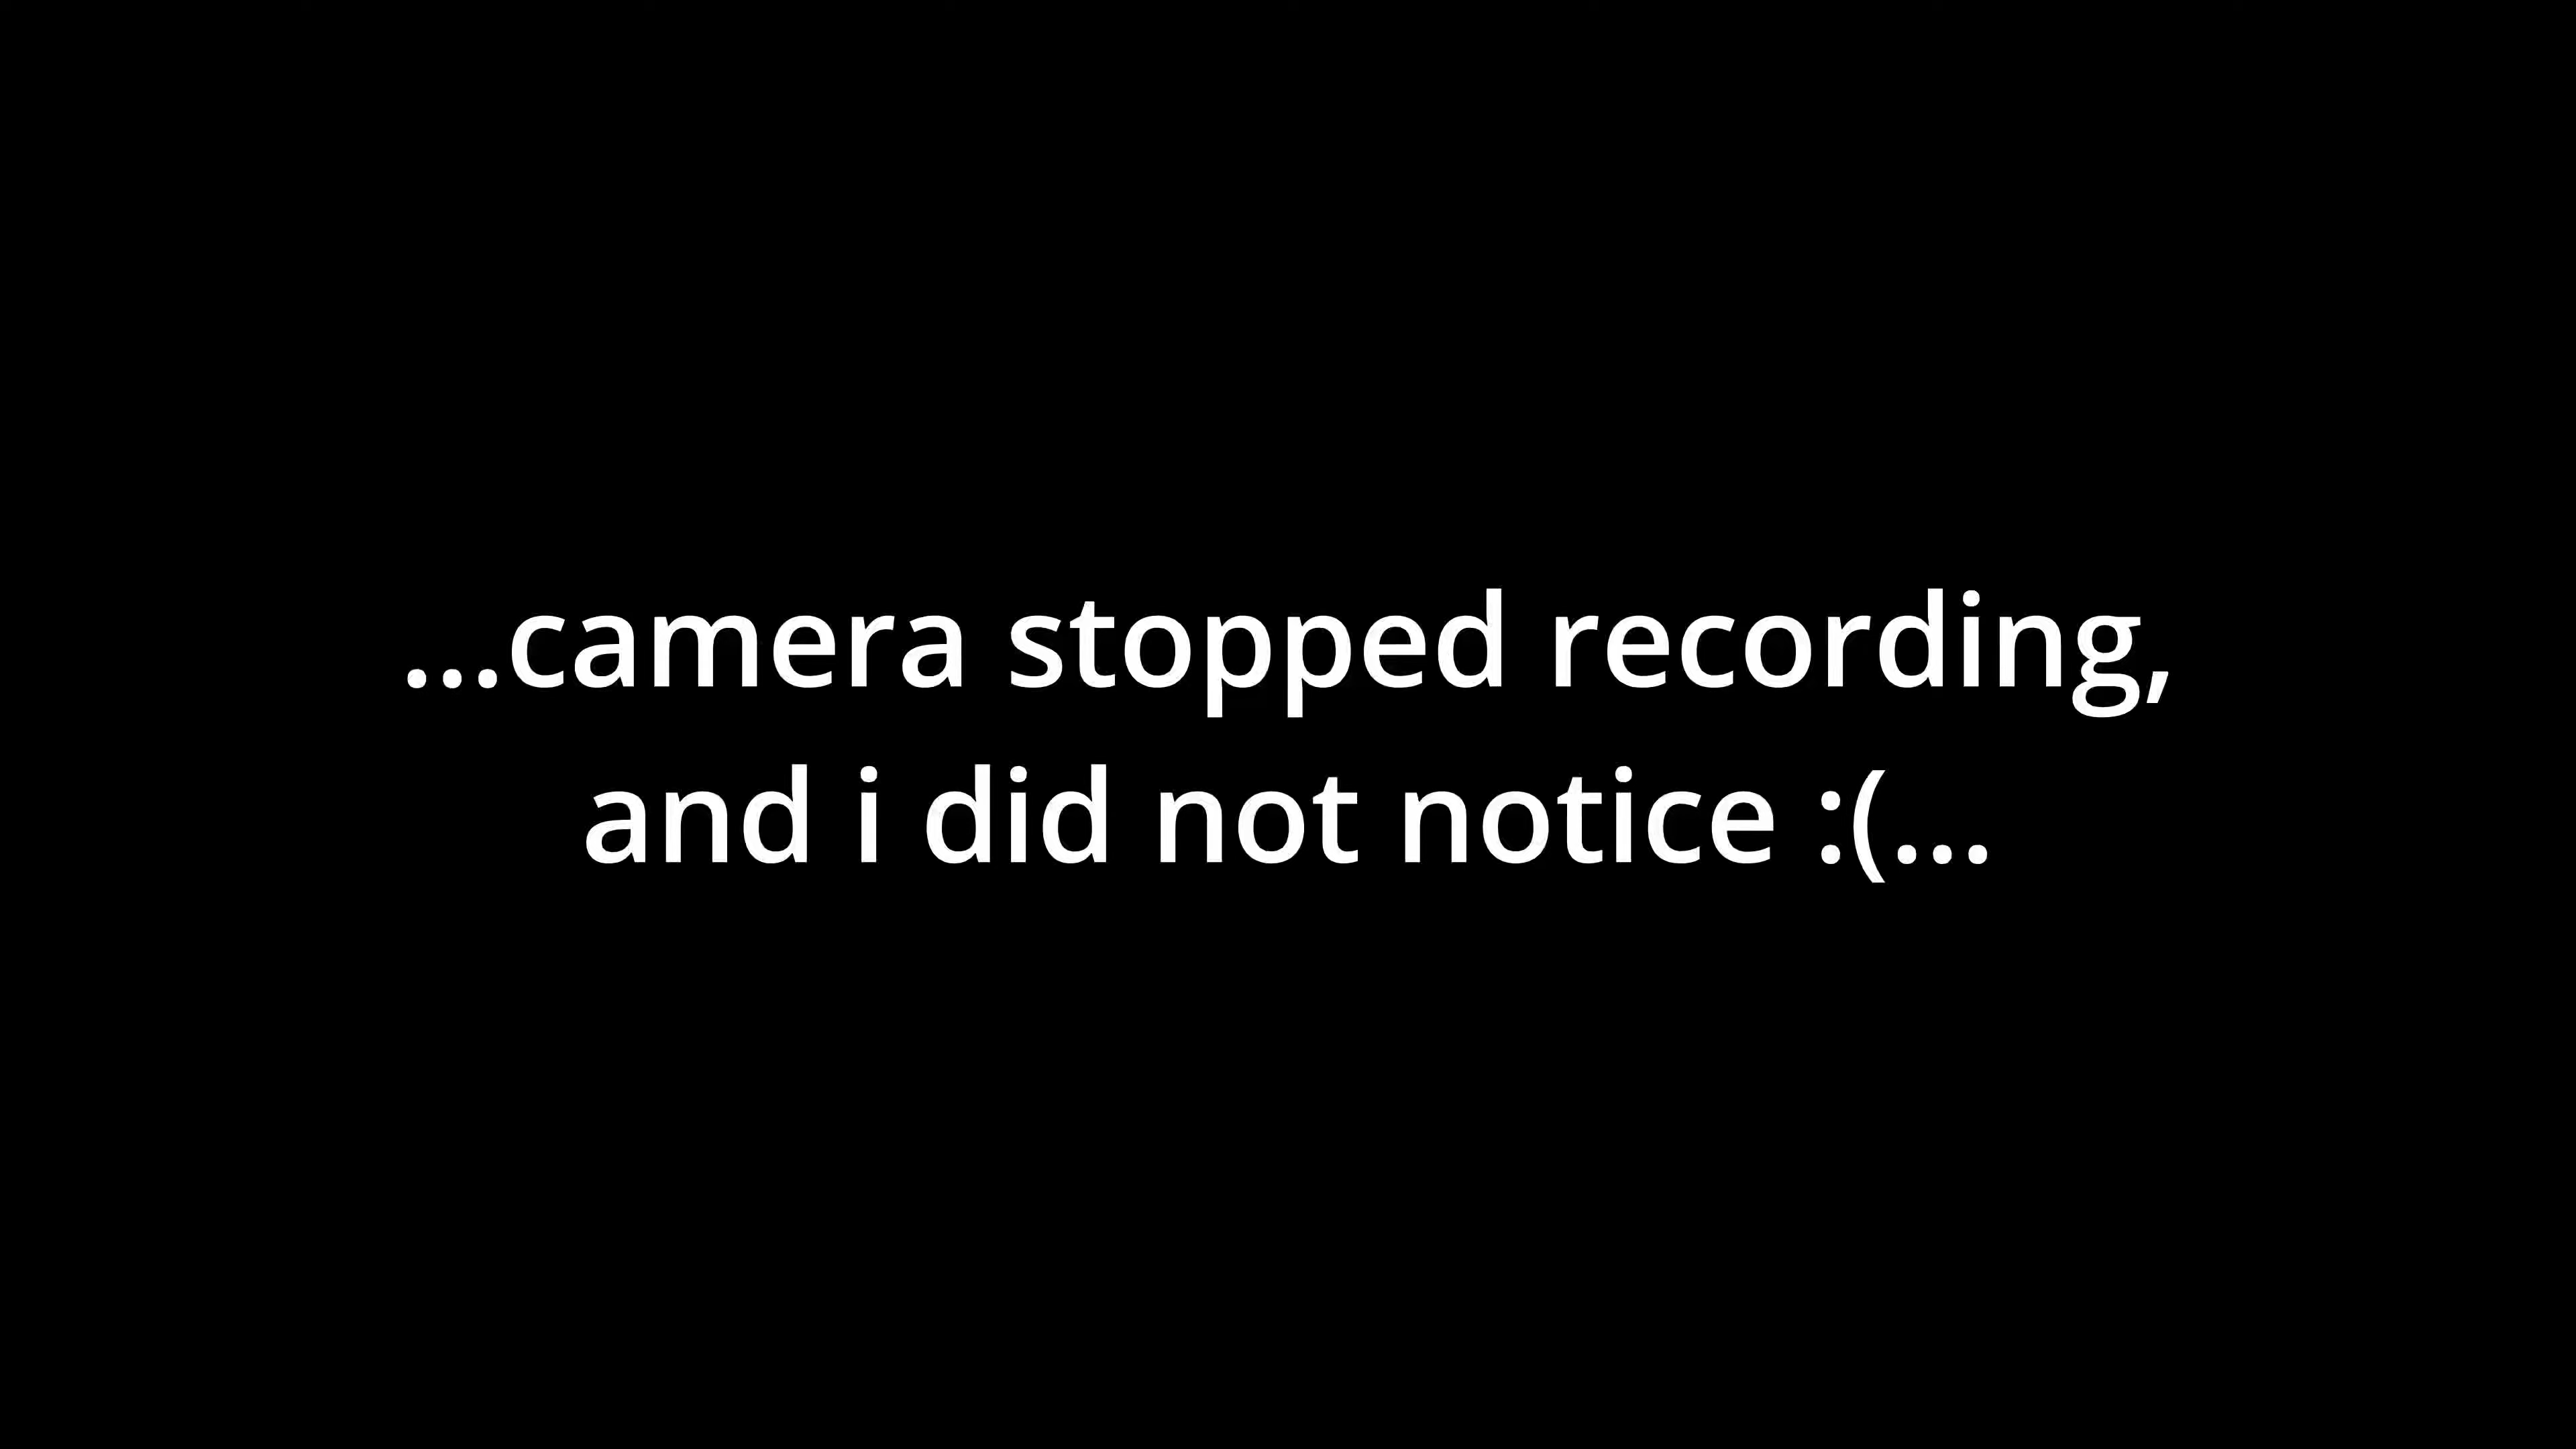 ...camera stopped recording,
and i did not notice :(...